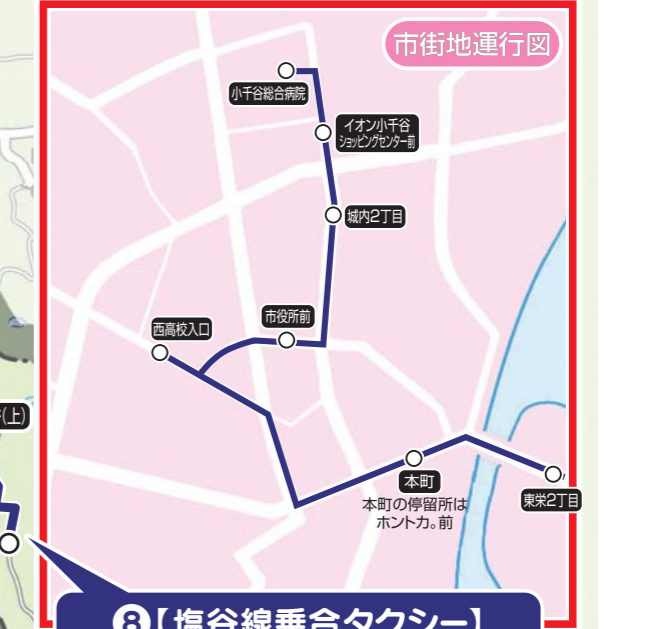 市街地運行図
小千谷総合病院
イオン小千谷
ショッピングセンター前
城内2丁目
市役所前
西高校入口
(上)
本町
本町の停留所は
ホントカ。前
東栄2丁目
❽【塩谷線乗合タクシー】